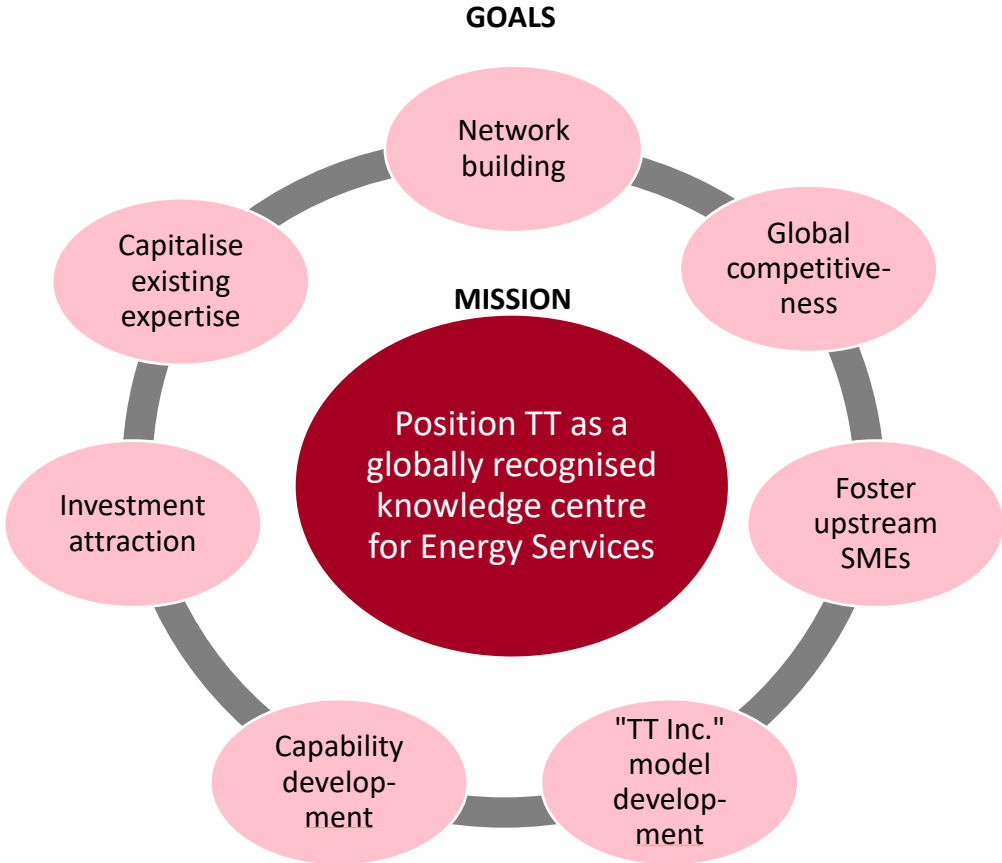 GOALS
Network
building
Global
competitive-
ness
Foster
upstream
SMEs
"TT Inc."
model
develop-
ment
Capability
develop-
ment
Investment
attraction
Capitalise
existing
expertise
MISSION
Position TT as a
globally recognised
knowledge centre
for Energy Services